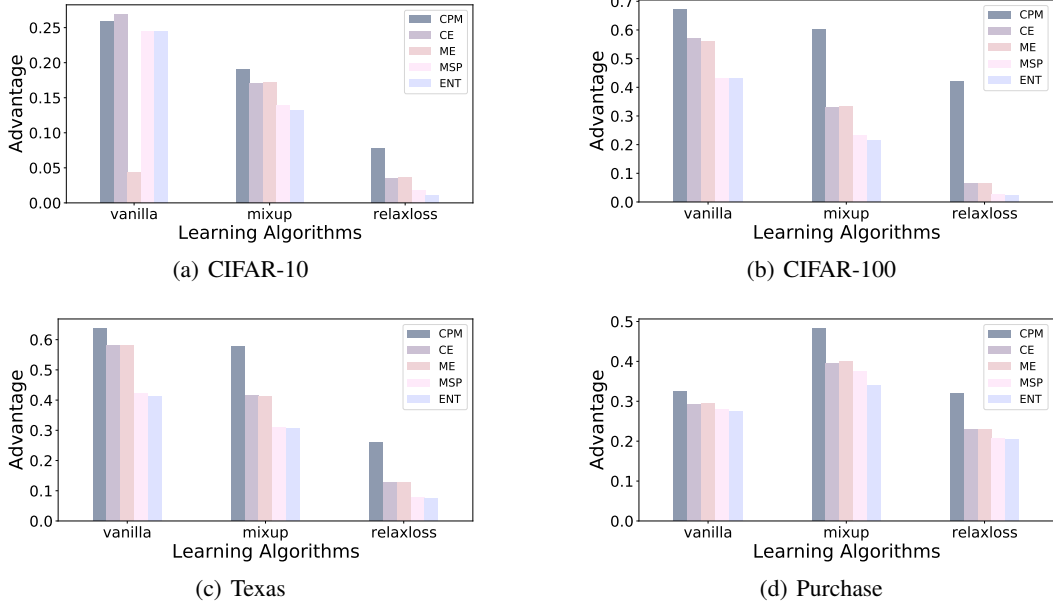 0.25
0.20
0.15
0.10
0.05
0.00
Advantage
CPM
CE
ME
MSP
ENT
vanilla mixup relaxloss
Learning Algorithms
(a) CIFAR-10
0.7
0.6
0.5
0.4
0.3
0.2
0.1
0.0
Advantage
CPM
CE
ME
MSP
ENT
vanilla mixup relaxloss
Learning Algorithms
(b) CIFAR-100
0.6
0.5
0.4
0.3
0.2
0.1
0.0
Advantage
CPM
CE
ME
MSP
ENT
vanilla mixup relaxloss
Learning Algorithms
(c) Texas
0.5
0.4
0.3
0.2
0.1
0.0
Advantage
CPM
CE
ME
MSP
ENT
vanilla mixup relaxloss
Learning Algorithms
(d) Purchase